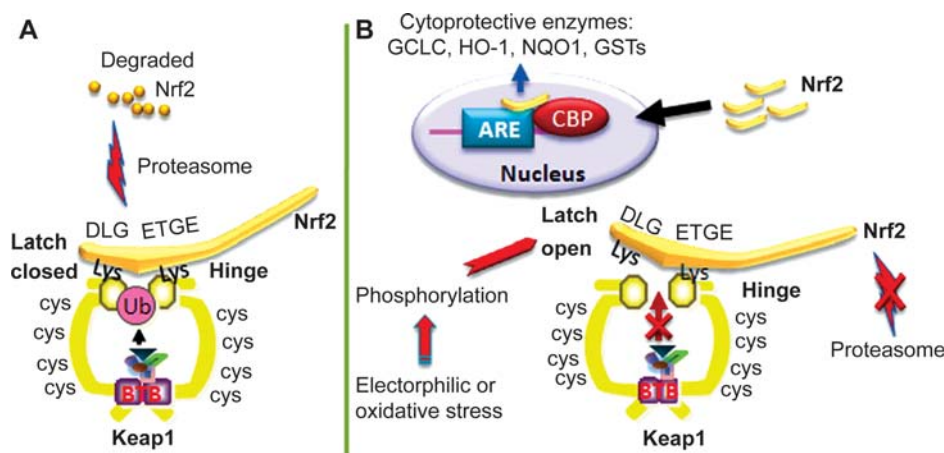 A
Degraded
Nrf2
Proteasome
DLG ETGE
Nrf2
Latch
closed
Lys Lys
Hinge
Ub
cys cys
cys cys
cys cys
cys cys
BTB
Keap1
B
Cytoprotective enzymes:
GCLC, HO-1, NQO1, GSTs
Nrf2
ARE CBP
Nucleus
Latch
open
DLG ETGE
Nrf2
Lys Lys
Hinge
Phosphorylation
cys cys
cys cys
cys cys
cys cys
Proteasome
Electorphilic or
oxidative stress
BTB
Keap1